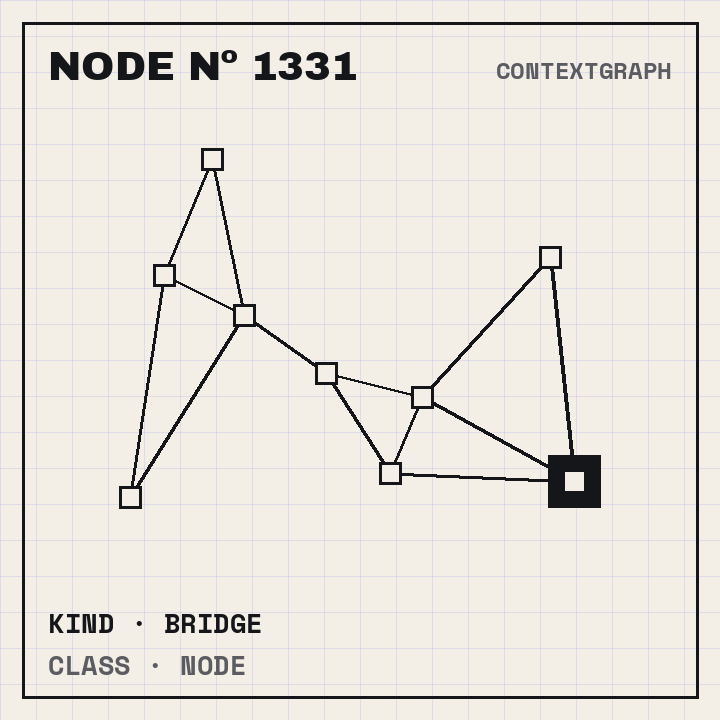 NODE Nº 1331
CONTEXTGRAPH
KIND · BRIDGE
CLASS · NODE